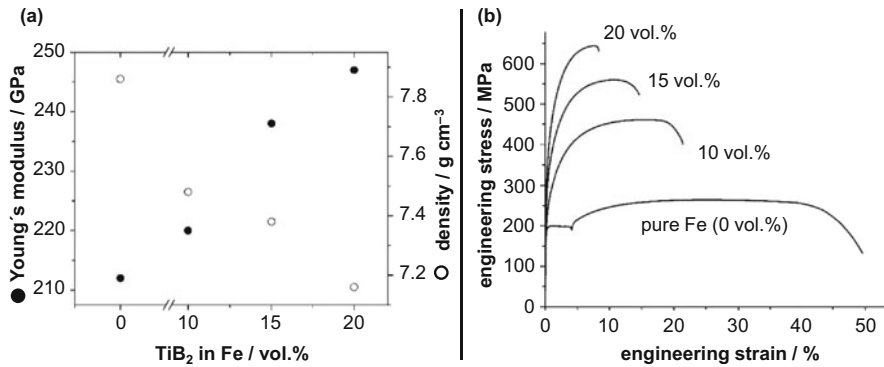 (a)
250
240
230
220
210
● Young´s modulus / GPa
7.8
7.6
7.4
7.2
O density / g cm⁻³
0 10 15 20
TiB₂ in Fe / vol.%
(b)
600
500
400
300
250
200
100
0
engineering stress / MPa
20 vol.%
15 vol.%
10 vol.%
pure Fe (0 vol.%)
0 10 20 30 40 50
engineering strain / %